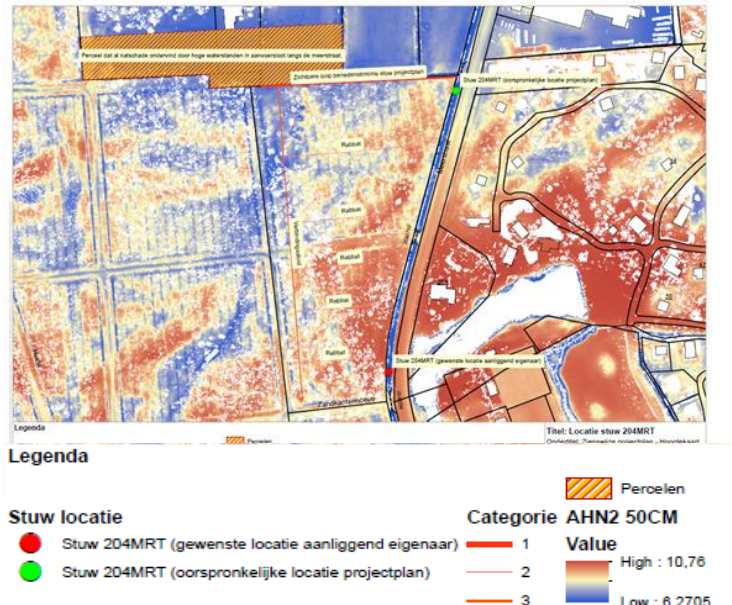 Perceel dat al natschade ondervind door hoge waterstanden in aanvoersloot langs de meerstraat
Zichtbare loop benedenstrooms stuw projectplan
Stuw 204MRT (oorspronkelijke locatie projectplan)
Rabbat
Rabbat
Rabbat
Rabbat
Rabbat
Stuw 204MRT (gewenste locatie aanliggend eigenaar)
Legenda
Percelen
Titel: Locatie stuw 204MRT
Legenda
Percelen
Stuw locatie
Categorie
AHN2 50CM
Stuw 204MRT (gewenste locatie aanliggend eigenaar)
1
Value
High : 10,76
Stuw 204MRT (oorspronkelijke locatie projectplan)
2
3
Low : 6,2705